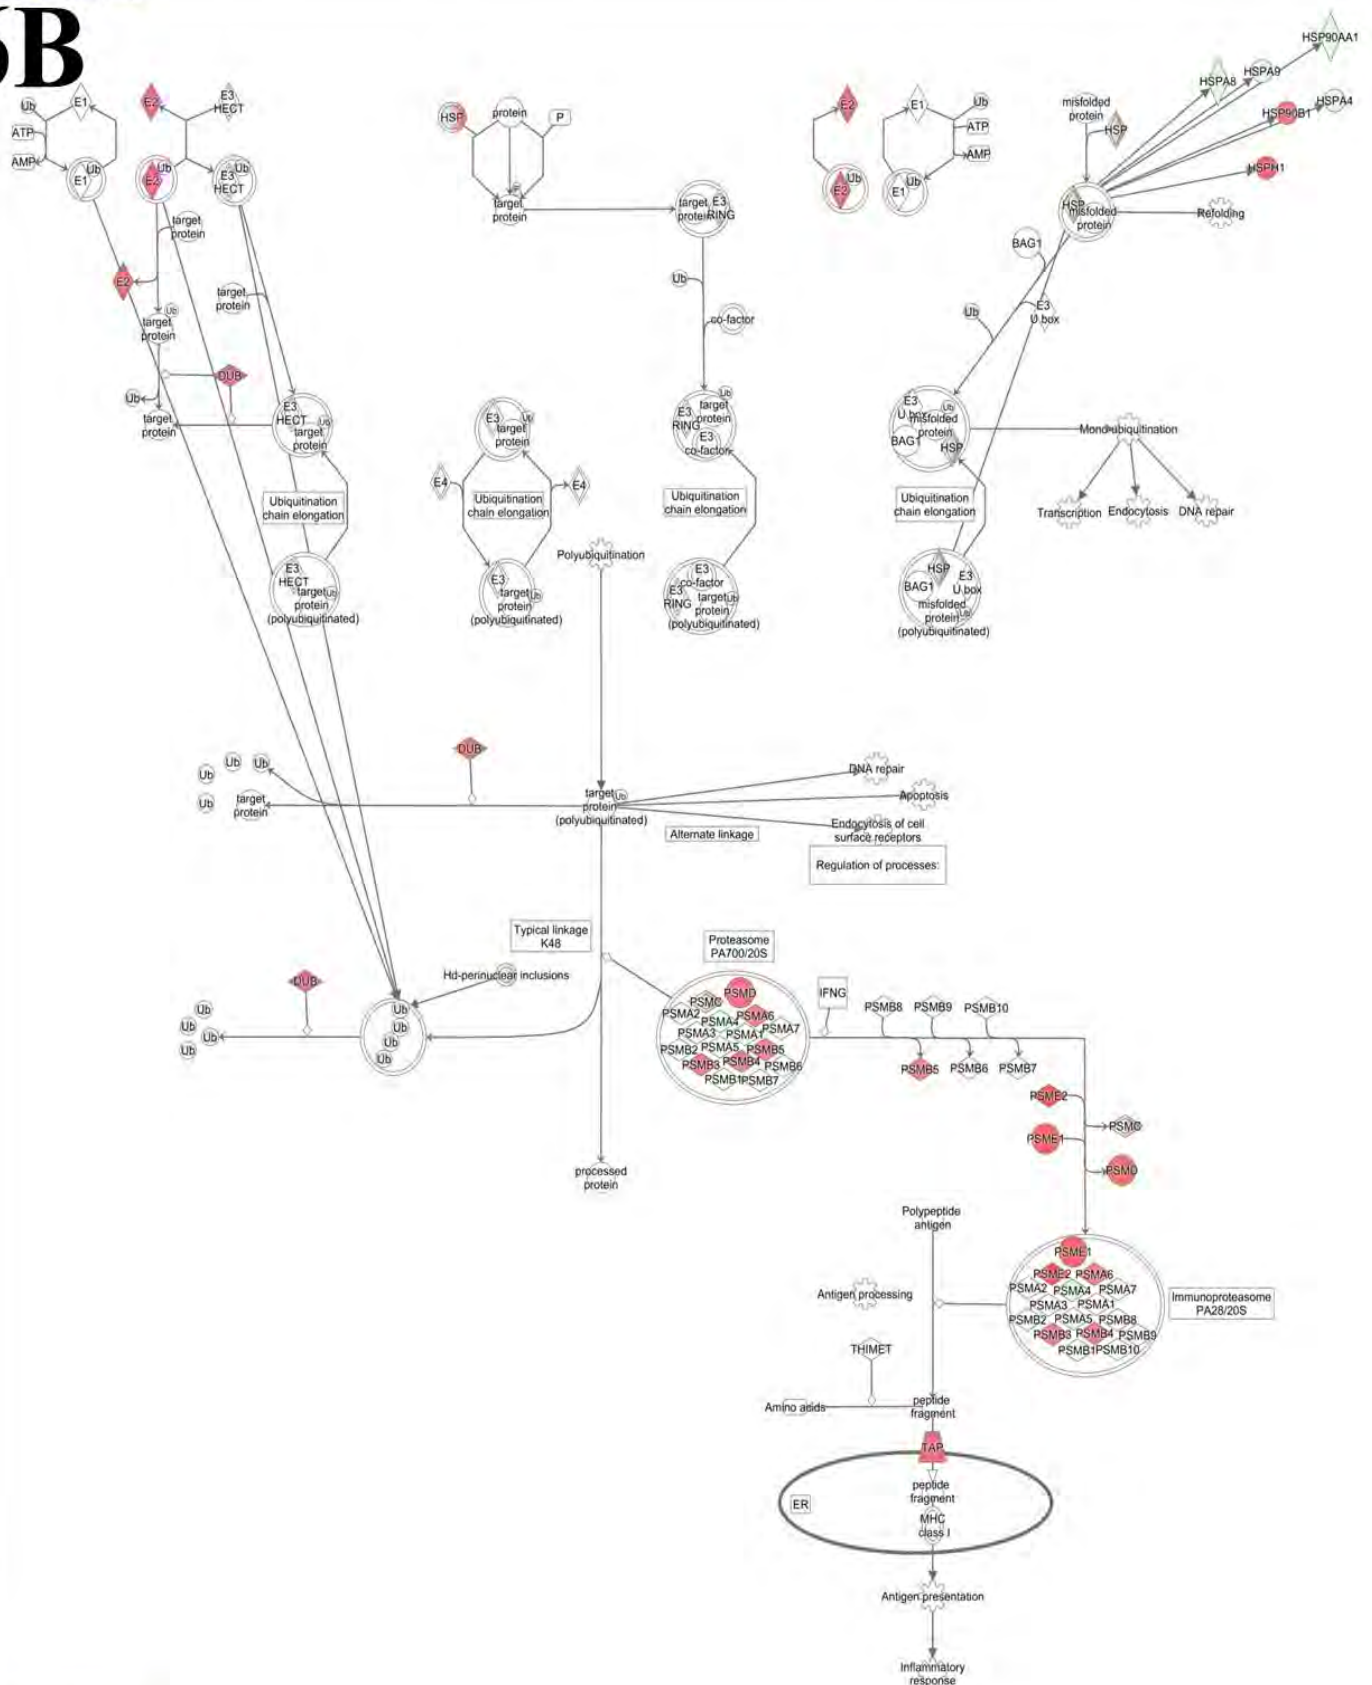 6B
Ub
E1
ATP
AMP
E1
Ub
E2
E3
HECT
E2
Ub
E3
HECT
Ub
target
protein
E2
target
protein
Ub
target
protein
DUB
Ub
target
protein
E3
HECT
target
protein
Ub
Ubiquitination
chain elongation
E3
HECT
target
protein
Ub
(polyubiquitinated)
HSP
protein
P
target
protein
P
target
protein
E3
RING
Ub
co-factor
E3
target
protein
Ub
E4
Ubiquitination
chain elongation
E4
E3
target
protein
Ub
(polyubiquitinated)
Ub
target
protein
E3
RING
E3
co-factor
Ubiquitination
chain elongation
E3
co-factor
E3
RING
target
protein
Ub
(polyubiquitinated)
E2
E2
Ub
E1
Ub
ATP
AMP
E1
Ub
misfolded
protein
HSP
HSP
misfolded
protein
HSPA8
HSPA9
HSP90AA1
HSP90B1
HSPA4
HSPH1
Refolding
BAG1
Ub
E3
U box
E3
U box
Ub
misfolded
protein
BAG1
HSP
Mono-ubiquitination
Transcription
Endocytosis
DNA repair
Ubiquitination
chain elongation
HSP
BAG1
E3
U box
misfolded
protein
Ub
(polyubiquitinated)
Polyubiquitination
DUB
Ub
Ub
Ub
Ub
target
protein
target
protein
Ub
(polyubiquitinated)
DNA repair
Apoptosis
Endocytosis of cell
surface receptors
Alternate linkage
Regulation of processes:
Typical linkage
K48
Proteasome
PA700/20S
DUB
Hd-perinuclear inclusions
Ub
Ub
Ub
Ub
Ub
Ub
Ub
Ub
PSMD
PSMC
PSMA2
PSMA6
PSMA4
PSMA7
PSMA3
PSMA1
PSMB2
PSMA5
PSMB5
PSMB3
PSMB4
PSMB6
PSMB1
PSMB7
IFNG
PSMB8
PSMB9
PSMB10
PSMB5
PSMB6
PSMB7
PSME2
PSMC
PSME1
PSMD
processed
protein
Polypeptide
antigen
Antigen processing
PSME1
PSME2
PSMA6
PSMA2
PSMA4
PSMA7
PSMA3
PSMA1
PSMB2
PSMA5
PSMB8
PSMB3
PSMB4
PSMB9
PSMB1
PSMB10
Immunoproteasome
PA28/20S
THIMET
Amino acids
peptide
fragment
TAP
peptide
fragment
ER
MHC
class I
Antigen presentation
Inflammatory
response